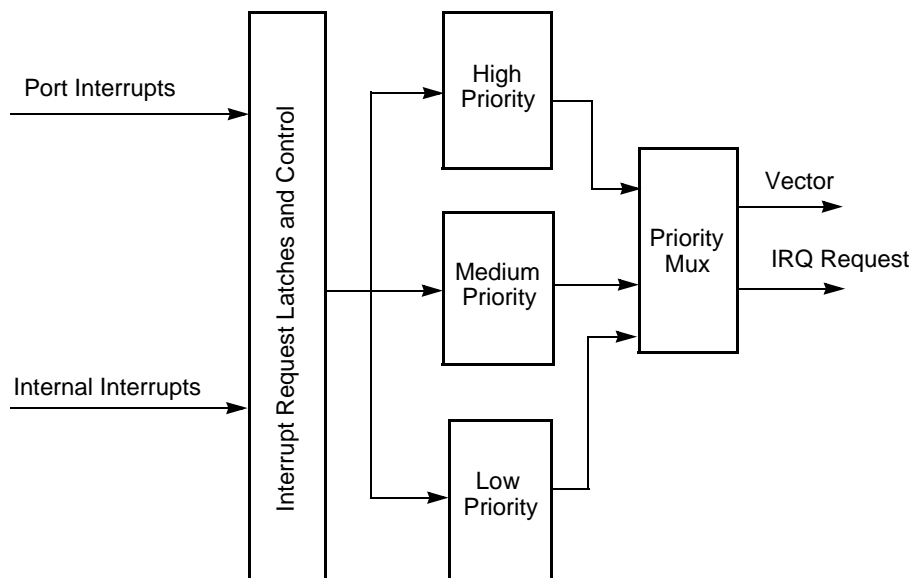 Port Interrupts
Internal Interrupts
Interrupt Request Latches and Control
High
Priority
Medium
Priority
Low
Priority
Priority
Mux
Vector
IRQ Request